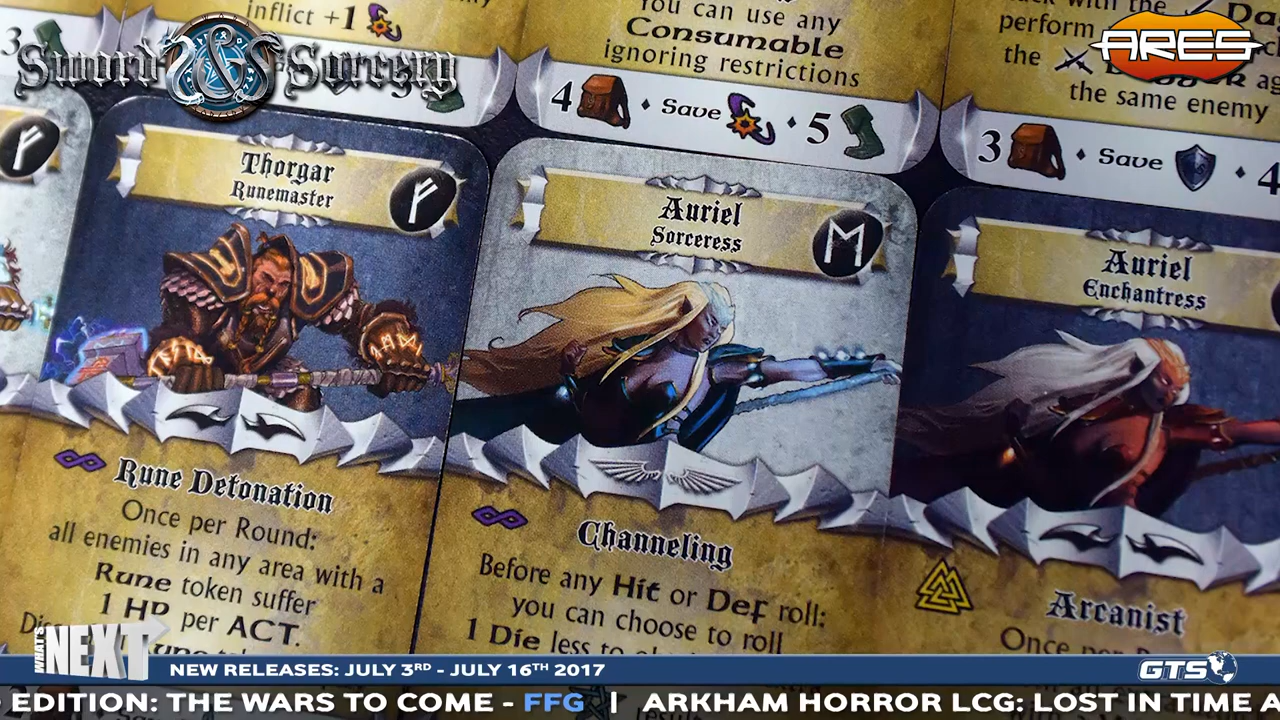 inflict +1
You can use any
Consumable
ignoring restrictions
perform
the
the same enemy
Sword & Sorcery
ARES
3
4 ⬧ Save ⬧ 5
3 ⬧ Save ⬧ 4
Thorgar
Runemaster
Rune Detonation
Once per Round:
all enemies in any area with a
Rune token suffer
1 HP per ACT.
Auriel
Sorceress
Channeling
Before any Hit or Def roll:
you can choose to roll
1 Die less to
Auriel
Enchantress
Arcanist
Once
WHAT'S NEXT
NEW RELEASES: JULY 3RD - JULY 16TH 2017
GTS
EDITION: THE WARS TO COME - FFG | ARKHAM HORROR LCG: LOST IN TIME A
result